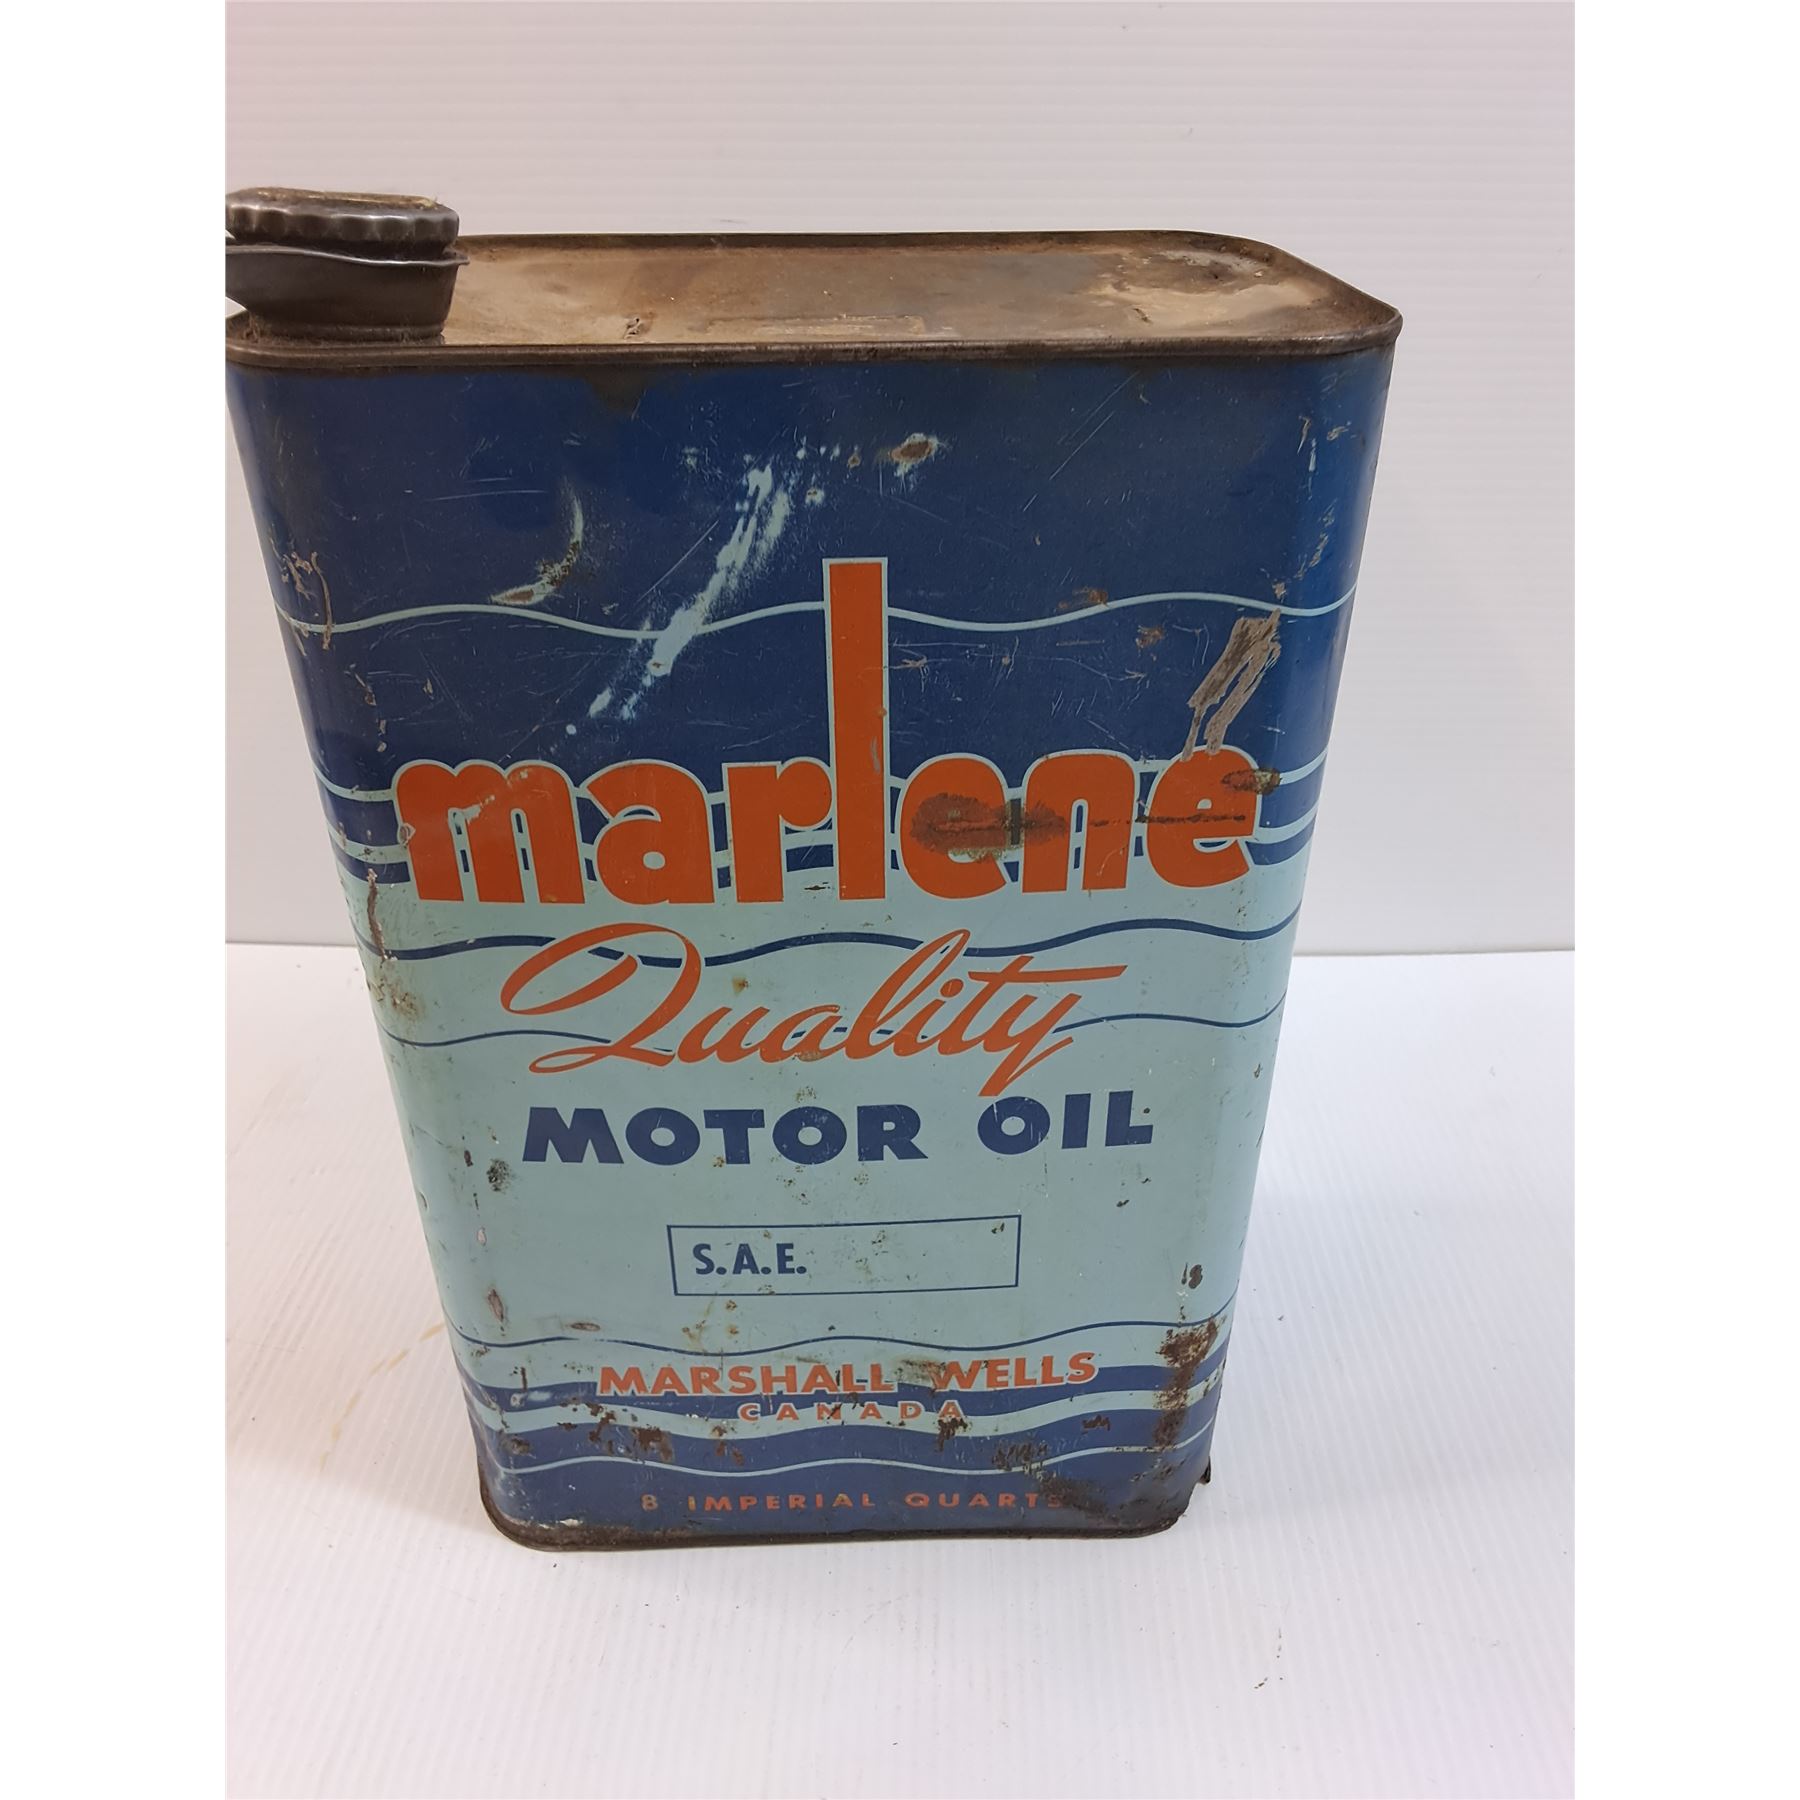 marlene
Quality
MOTOR OIL
S.A.E.
MARSHALL WELLS
CANADA
8 IMPERIAL QUARTS